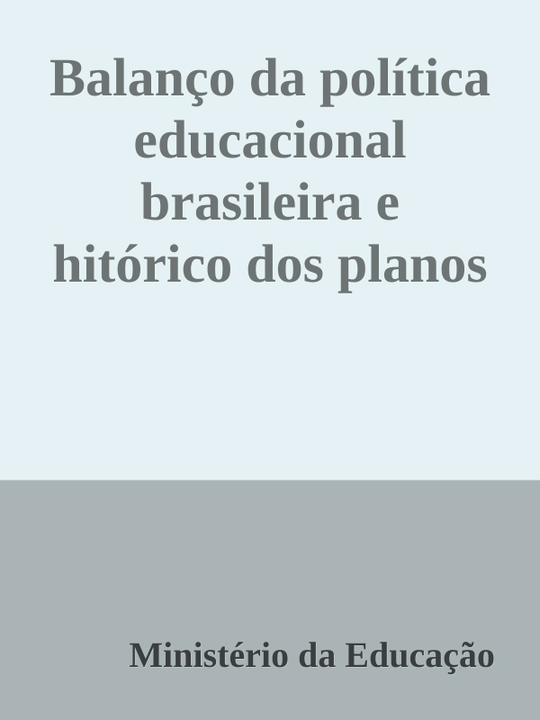 Balanço da política
educacional
brasileira e
hitórico dos planos
Ministério da Educação